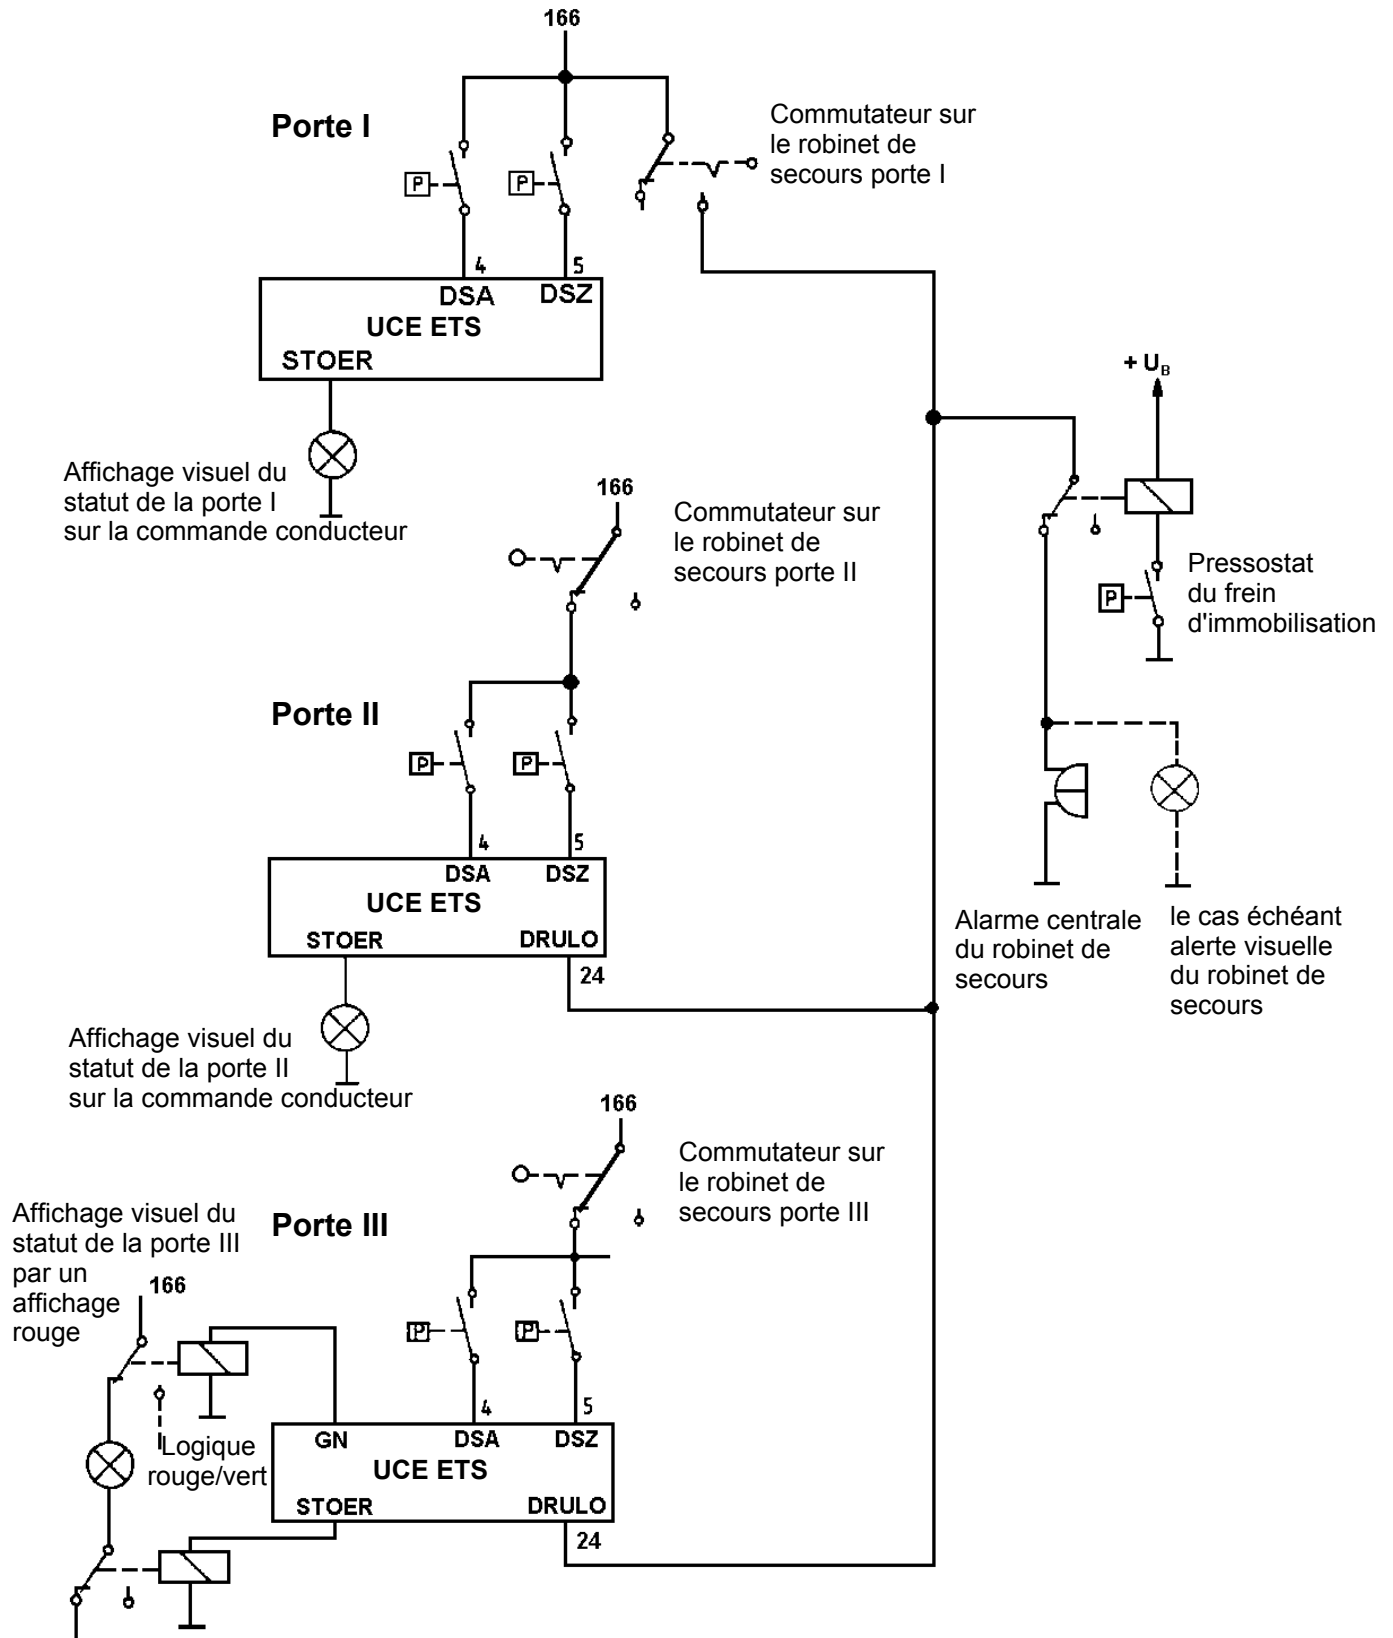 166
Porte I
Commutateur sur
le robinet de
secours porte I
P
P
4
5
DSA
DSZ
UCE ETS
STOER
+ UB
Affichage visuel du
statut de la porte I
sur la commande conducteur
166
Commutateur sur
le robinet de
secours porte II
Pressostat
du frein
d'immobilisation
P
Porte II
P
P
4
5
DSA
DSZ
UCE ETS
STOER
DRULO
24
Alarme centrale
du robinet de
secours
le cas échéant
alerte visuelle
du robinet de
secours
Affichage visuel du
statut de la porte II
sur la commande conducteur
166
Commutateur sur
le robinet de
secours porte III
Porte III
Affichage visuel du
statut de la porte III
par un
affichage
rouge
166
P
P
4
5
GN
DSA
DSZ
UCE ETS
Logique
rouge/vert
STOER
DRULO
24